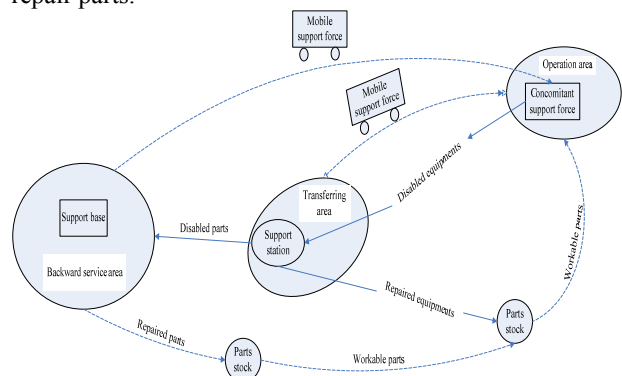 repair parts.
Mobile
support force
Operation area
Mobile
support force
Concomitant
support force
Disabled equipments
Transferring
area
Support base
Disabled parts
Support
station
Workable parts
Backward service area
Repaired equipments
Parts
stock
Repaired parts
Parts
stock
Workable parts